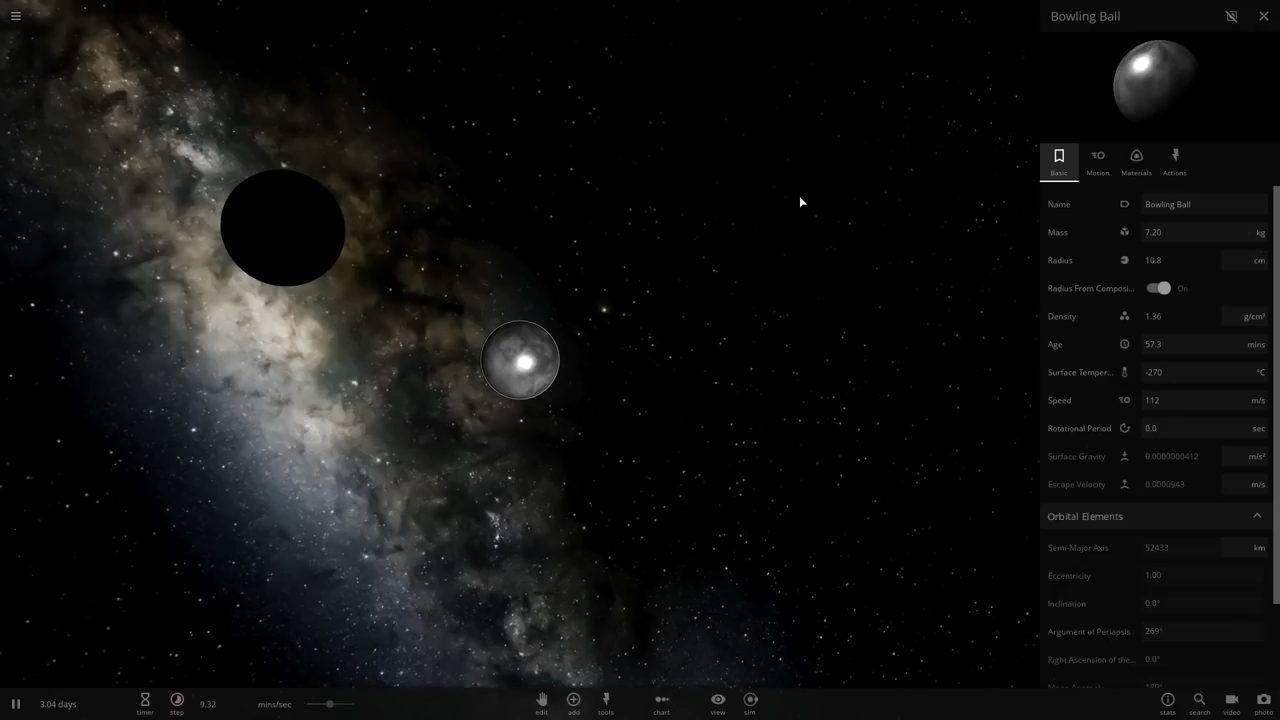 Bowling Ball
Basic
Motion
Materials
Actions
Name Bowling Ball
Mass 7.20 kg
Radius 10.8 cm
Radius From Composi... On
Density 1.36 g/cm³
Age 57.3 mins
Surface Temper... -270 °C
Speed 112 m/s
Rotational Period 0.0 sec
Surface Gravity 0.0000000412 m/s²
Escape Velocity 0.0000943 m/s
Orbital Elements
Semi-Major Axis 52433 km
Eccentricity 1.00
Inclination 0.0°
Argument of Periapsis 269°
Right Ascension of the... 0.0°
3.04 days
timer
step
9.32 mins/sec
edit
add
tools
chart
view
sim
stats
search
video
photo